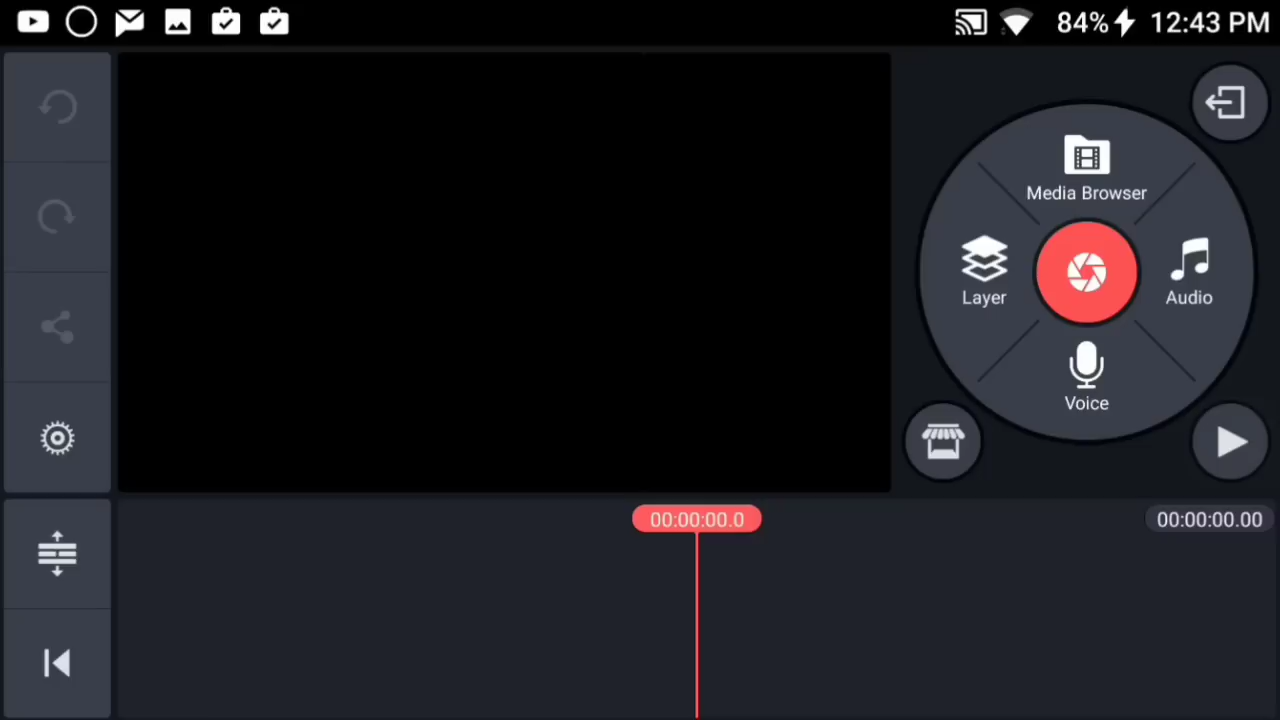 84% 12:43 PM
Media Browser
Layer
Audio
Voice
00:00:00.0
00:00:00.00